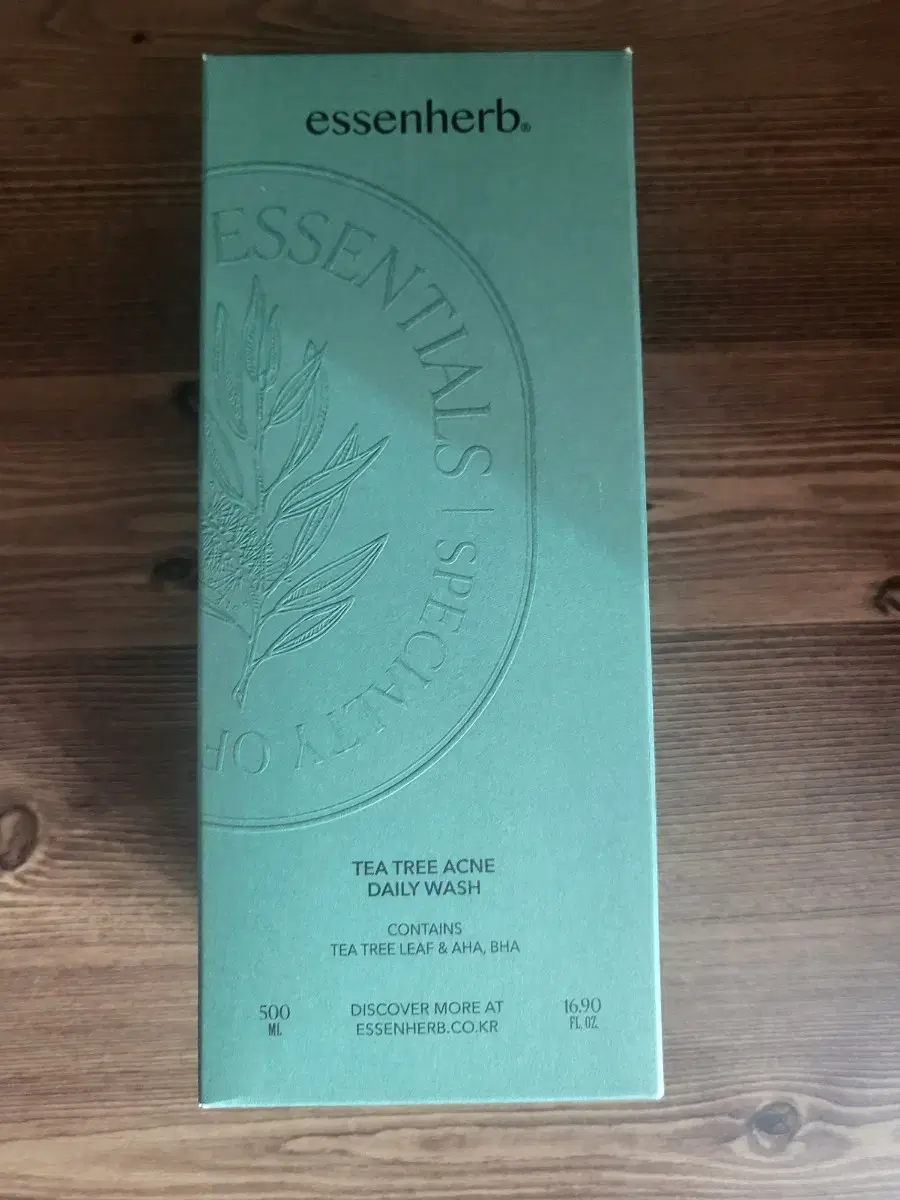 essenherb®
ESSENTIALS | SPECIALTY OF
TEA TREE ACNE
DAILY WASH
CONTAINS
TEA TREE LEAF & AHA, BHA
500
ML
DISCOVER MORE AT
ESSENHERB.CO.KR
16.90
FL. OZ.